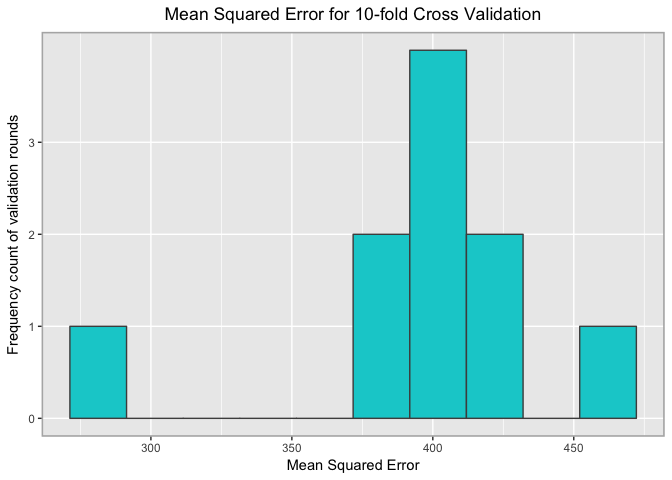 Mean Squared Error for 10-fold Cross Validation
Frequency count of validation rounds
3
2
1
0
300 350 400 450
Mean Squared Error